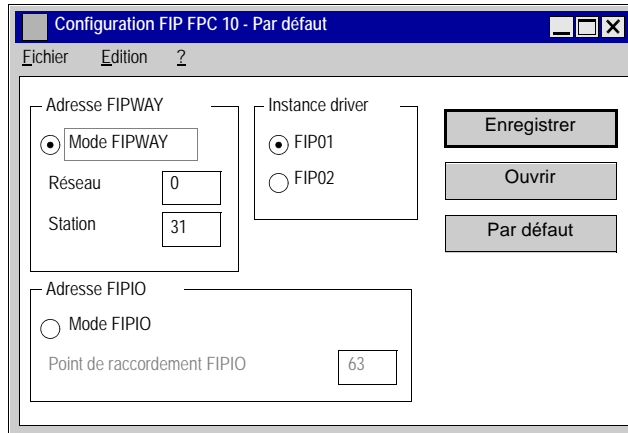 Configuration FIP FPC 10 - Par défaut
Fichier Edition ?
Adresse FIPWAY
Mode FIPWAY
Réseau 0
Station 31
Instance driver
FIP01
FIP02
Enregistrer
Ouvrir
Par défaut
Adresse FIPIO
Mode FIPIO
Point de raccordement FIPIO 63